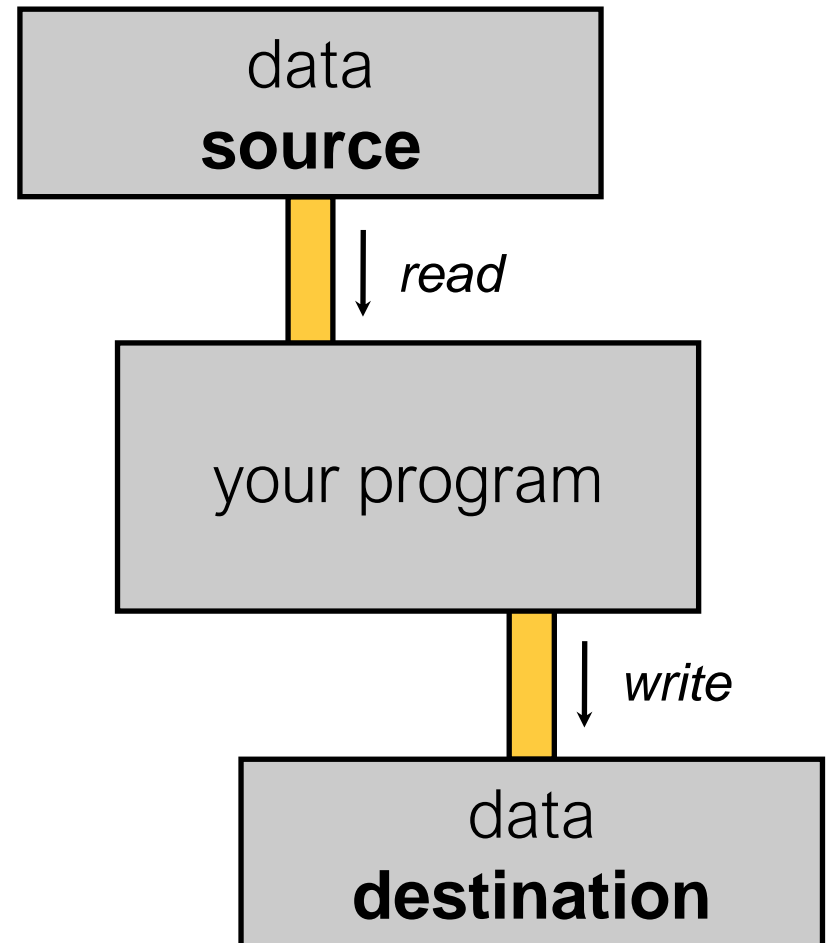 data
source
read
your program
write
data
destination